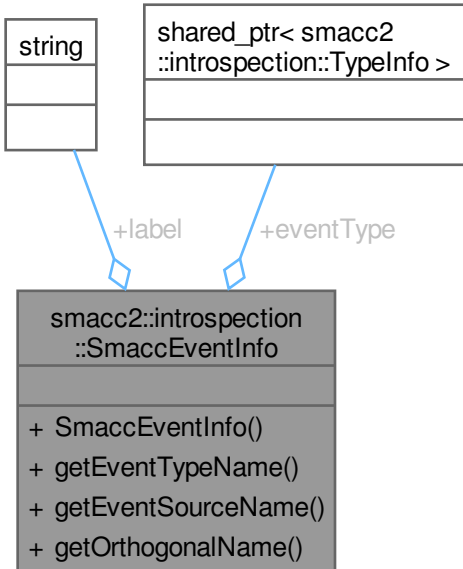 string
shared_ptr< smacc2
::introspection::TypeInfo >
+label
+eventType
smacc2::introspection
::SmaccEventInfo
+ SmaccEventInfo()
+ getEventTypeName()
+ getEventSourceName()
+ getOrthogonalName()